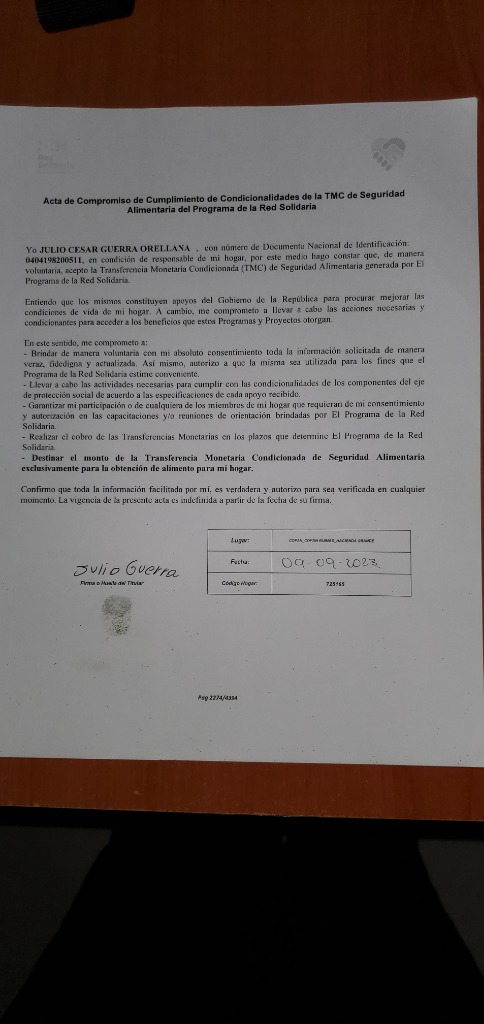 Acta de Compromiso de Cumplimiento de Condicionalidades de la TMC de Seguridad
Alimentaria del Programa de la Red Solidaria
Yo JULIO CESAR GUERRA ORELLANA , con número de Documento Nacional de Identificación:
0404198200511, en condición de responsable de mi hogar, por este medio hago constar que, de manera
voluntaria, acepto la Transferencia Monetaria Condicionada (TMC) de Seguridad Alimentaria generada por El
Programa de la Red Solidaria.
Entiendo que los mismos constituyen apoyos del Gobierno de la República para procurar mejorar las
condiciones de vida de mi hogar. A cambio, me comprometo a llevar a cabo las acciones necesarias y
condicionantes para acceder a los beneficios que estos Programas y Proyectos otorgan.
En este sentido, me comprometo a:
- Brindar de manera voluntaria con mi absoluto consentimiento toda la información solicitada de manera
veraz, fidedigna y actualizada. Así mismo, autorizo a que la misma sea utilizada para los fines que el
Programa de la Red Solidaria estime conveniente.
- Llevar a cabo las actividades necesarias para cumplir con las condicionalidades de los componentes del eje
de protección social de acuerdo a las especificaciones de cada apoyo recibido.
- Garantizar mi participación o de cualquiera de los miembros de mi hogar que requieran de mi consentimiento
y autorización en las capacitaciones y/o reuniones de orientación brindadas por El Programa de la Red
Solidaria.
- Realizar el cobro de las Transferencias Monetarias en los plazos que determine El Programa de la Red
Solidaria.
- Destinar el monto de la Transferencia Monetaria Condicionada de Seguridad Alimentaria
exclusivamente para la obtención de alimento para mi hogar.
Confirmo que toda la información facilitada por mí, es verdadera y autorizo para sea verificada en cualquier
momento. La vigencia de la presente acta es indefinida a partir de la fecha de su firma.
Lugar: COPAN_COPAN RUINAS_HACIENDA GRANDE
Fecha: 09-09-2023
Código Hogar: 725165
Julio Guerra
Firma o Huella del Titular
Pág 2274/4394